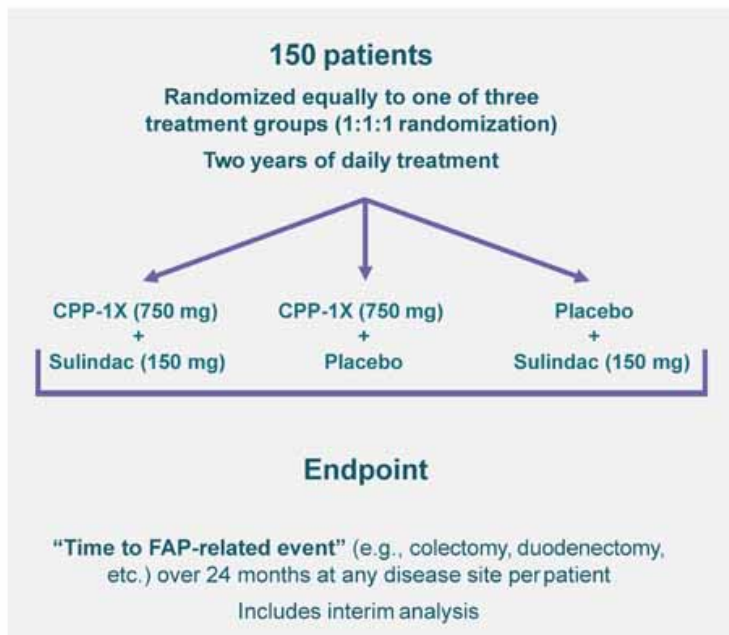 150 patients
Randomized equally to one of three
treatment groups (1:1:1 randomization)
Two years of daily treatment
CPP-1X (750 mg)
+
Sulindac (150 mg)
CPP-1X (750 mg)
+
Placebo
Placebo
+
Sulindac (150 mg)
Endpoint
“Time to FAP-related event” (e.g., colectomy, duodenectomy,
etc.) over 24 months at any disease site per patient
Includes interim analysis